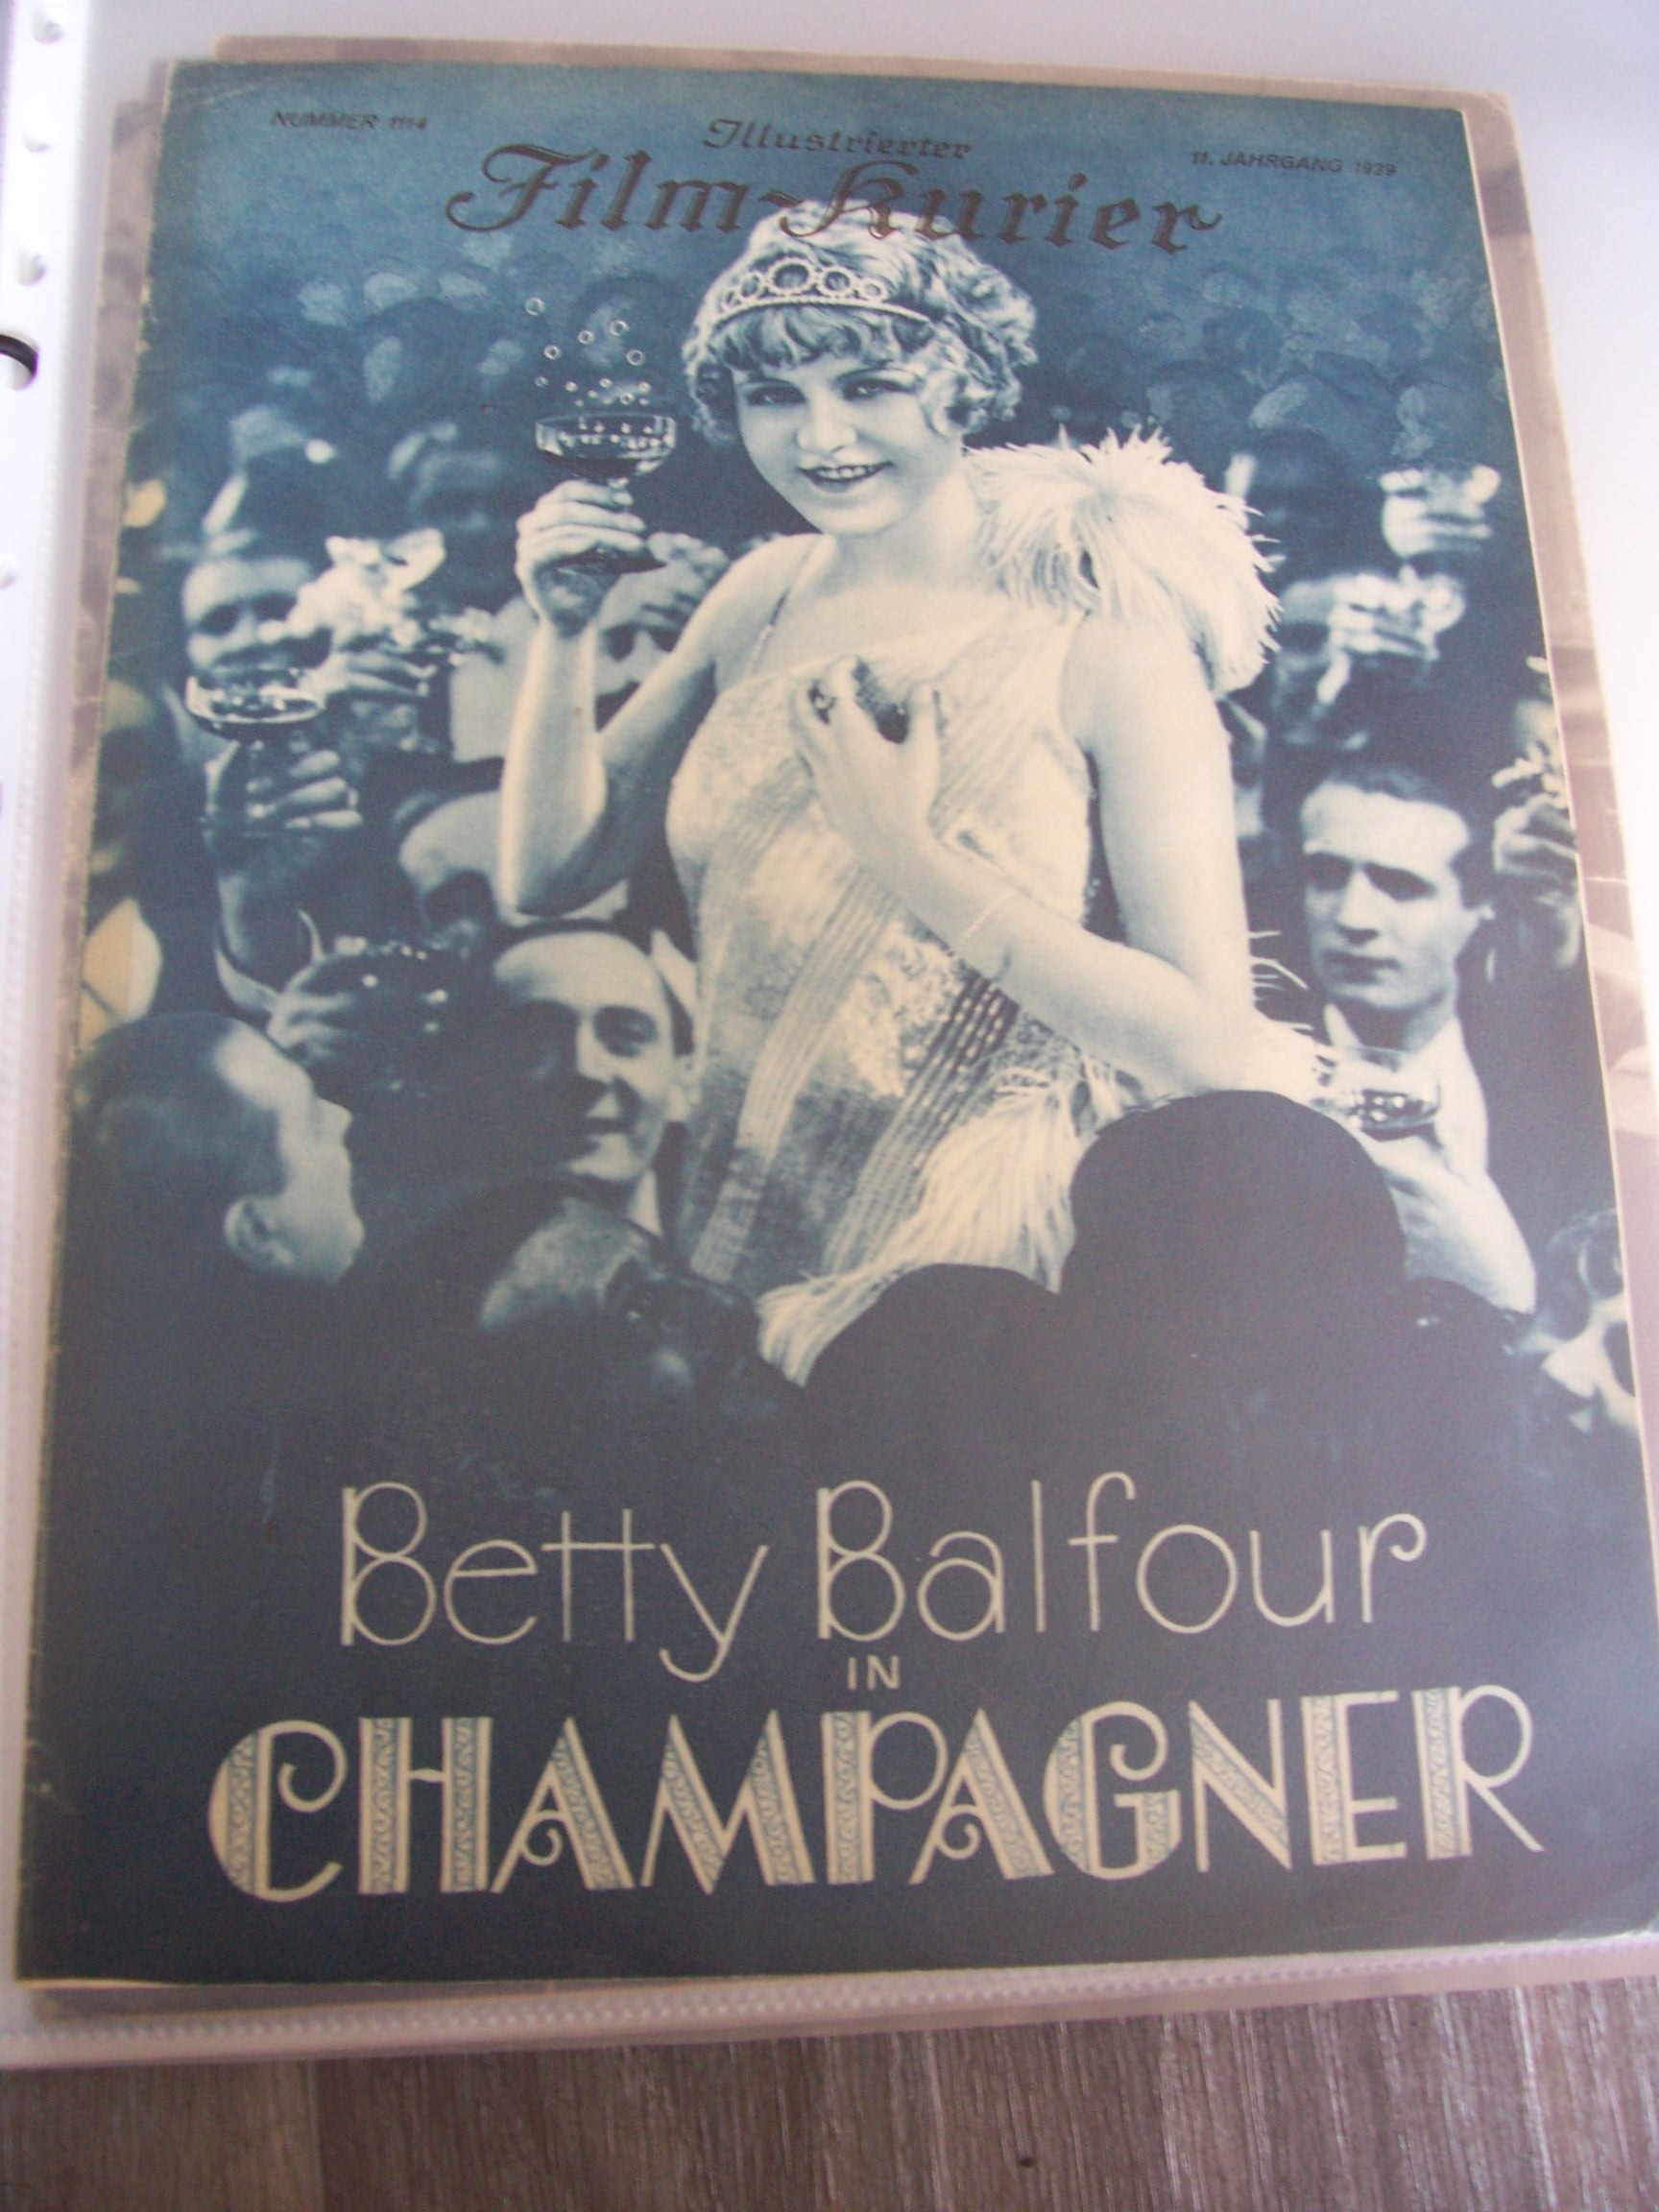 NUMMER 1114
Illustrierter
11. JAHRGANG 1929
Film-Kurier
Betty Balfour
IN
CHAMPAGNER